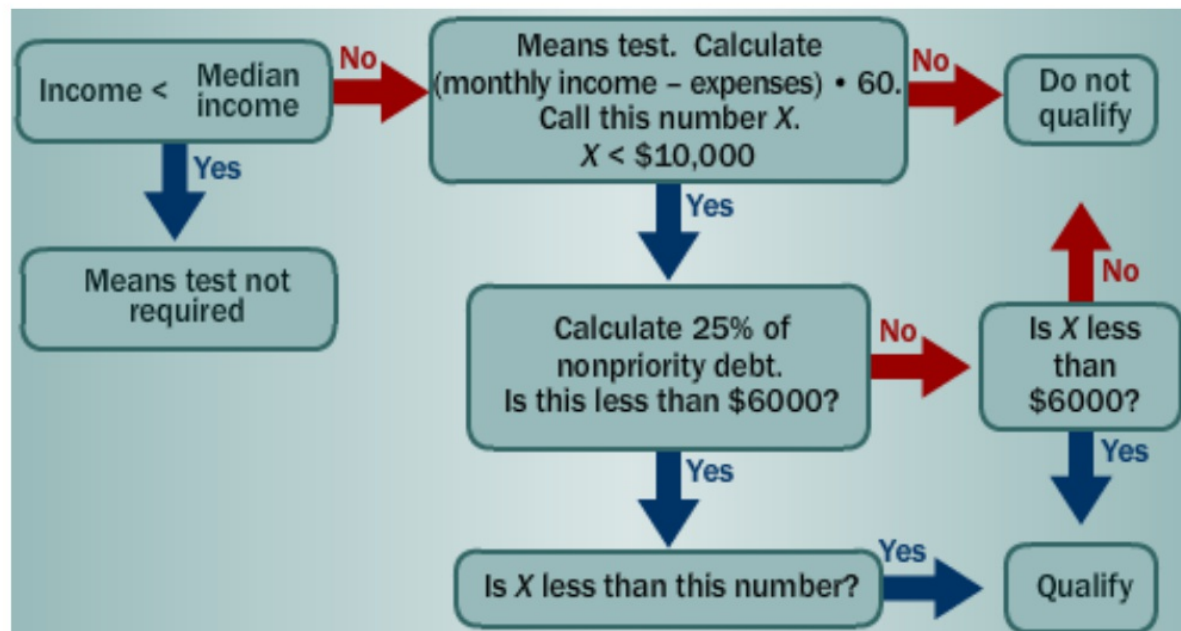 Income < Median
income
No
Means test. Calculate
(monthly income – expenses) • 60.
Call this number X.
X < $10,000
No
Do not
qualify
Yes
Means test not
required
Yes
Calculate 25% of
nonpriority debt.
Is this less than $6000?
No
Is X less
than
$6000?
No
Yes
Yes
Is X less than this number?
Yes
Qualify